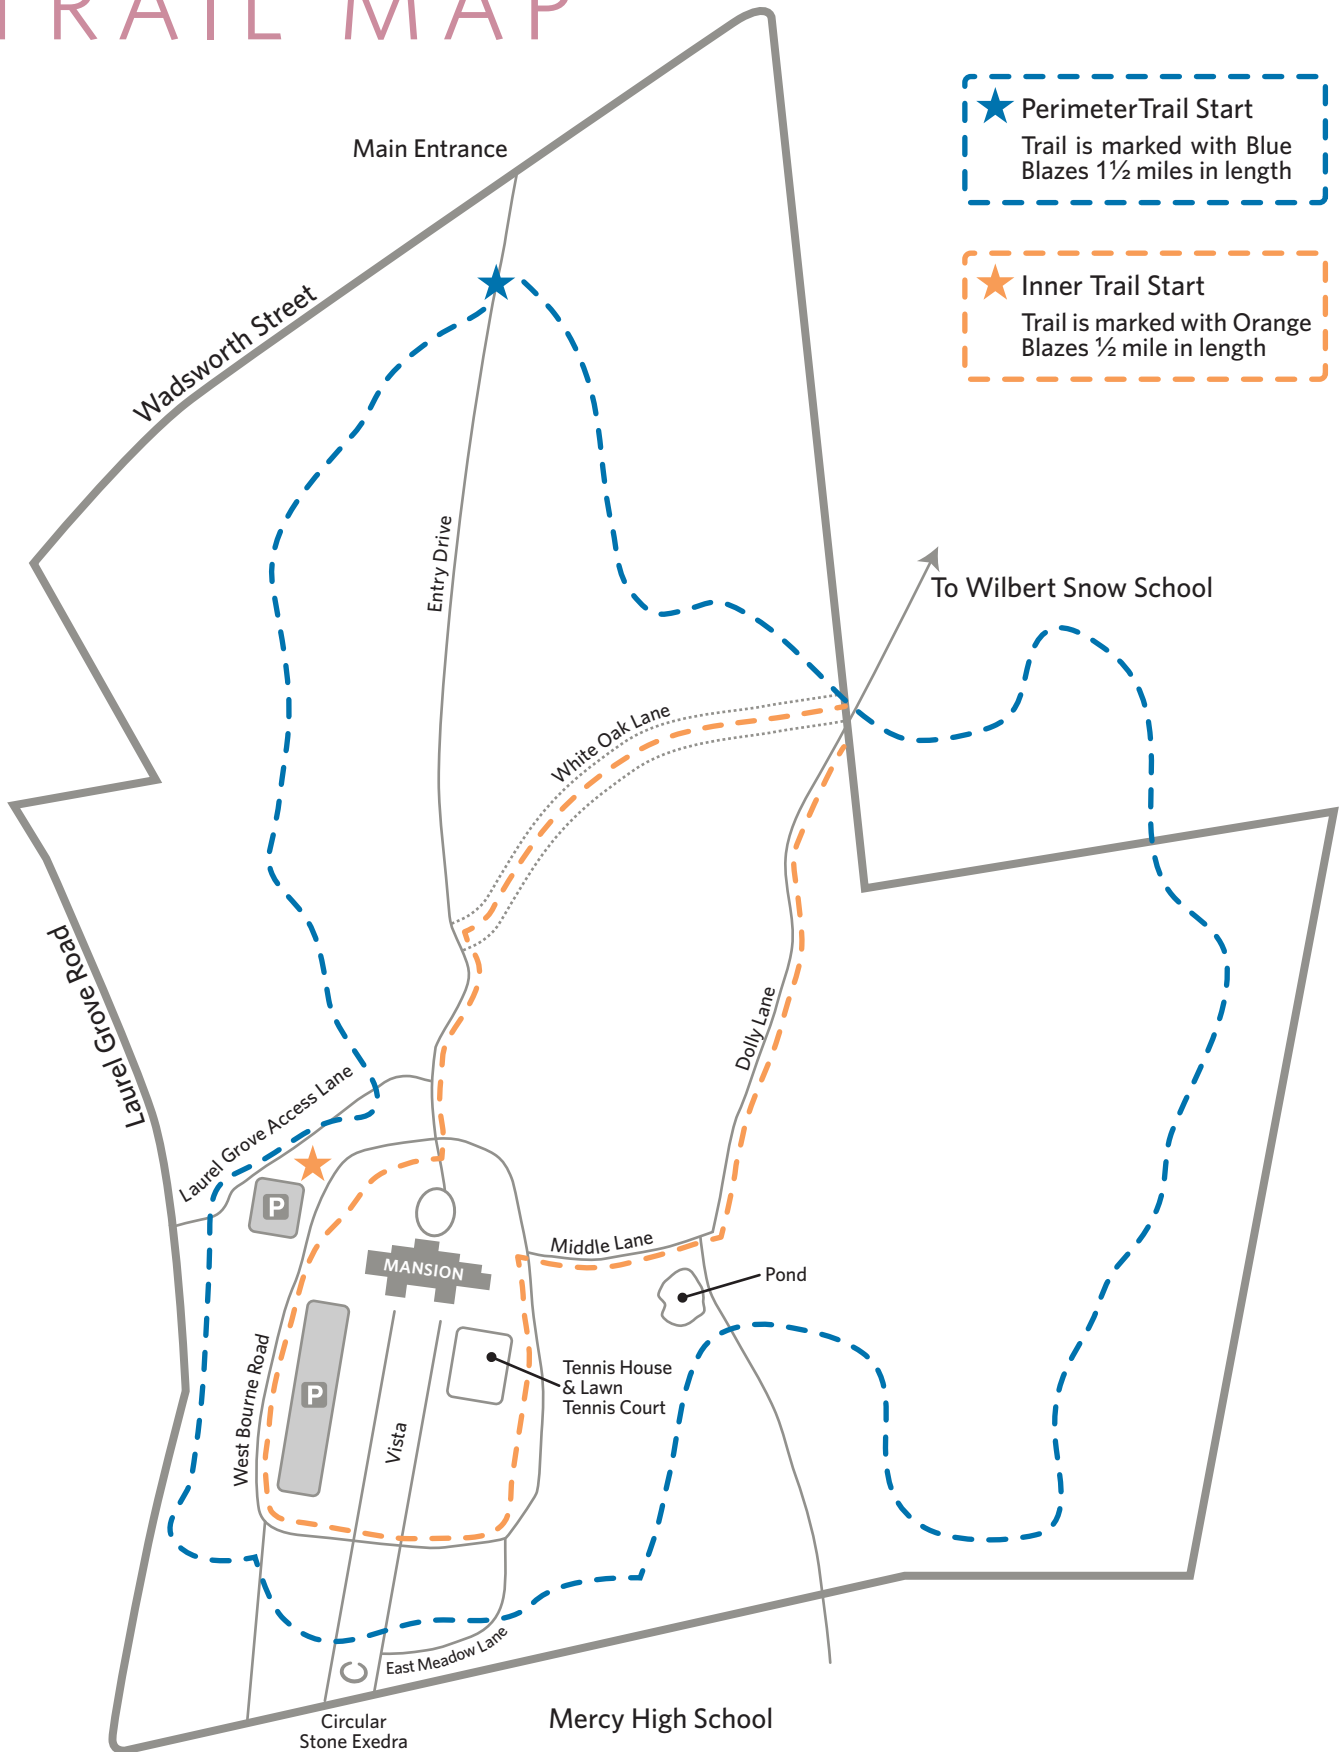 TRAIL MAP
Main Entrance
PerimeterTrail Start
Trail is marked with Blue
Blazes 1½ miles in length
Inner Trail Start
Trail is marked with Orange
Blazes ½ mile in length
Wadsworth Street
Entry Drive
To Wilbert Snow School
White Oak Lane
Laurel Grove Road
Dolly Lane
Laurel Grove Access Lane
P
Middle Lane
MANSION
Pond
West Bourne Road
P
Vista
Tennis House
& Lawn
Tennis Court
East Meadow Lane
Circular
Stone Exedra
Mercy High School